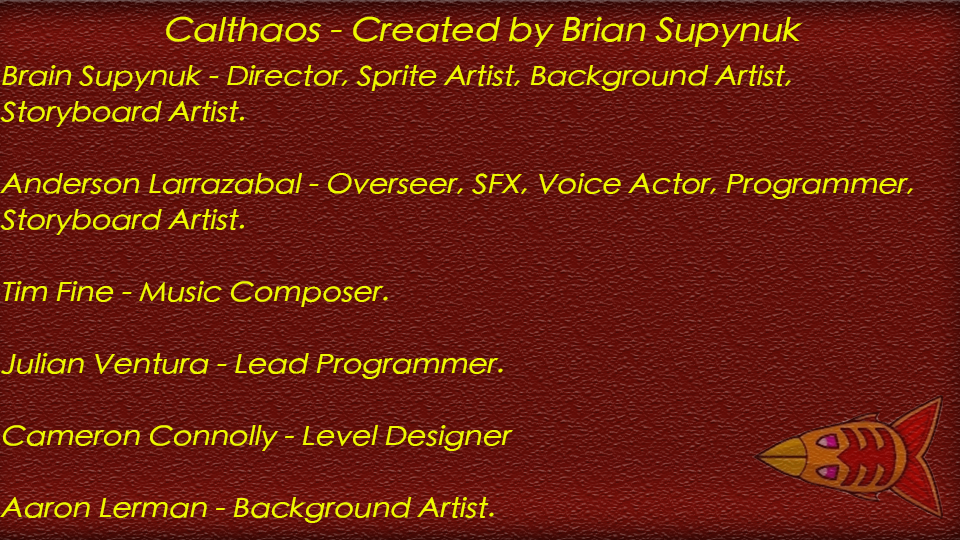 Calthaos - Created by Brian Supynuk
Brain Supynuk - Director, Sprite Artist, Background Artist,
Storyboard Artist.
Anderson Larrazabal - Overseer, SFX, Voice Actor, Programmer,
Storyboard Artist.
Tim Fine - Music Composer.
Julian Ventura - Lead Programmer.
Cameron Connolly - Level Designer
Aaron Lerman - Background Artist.